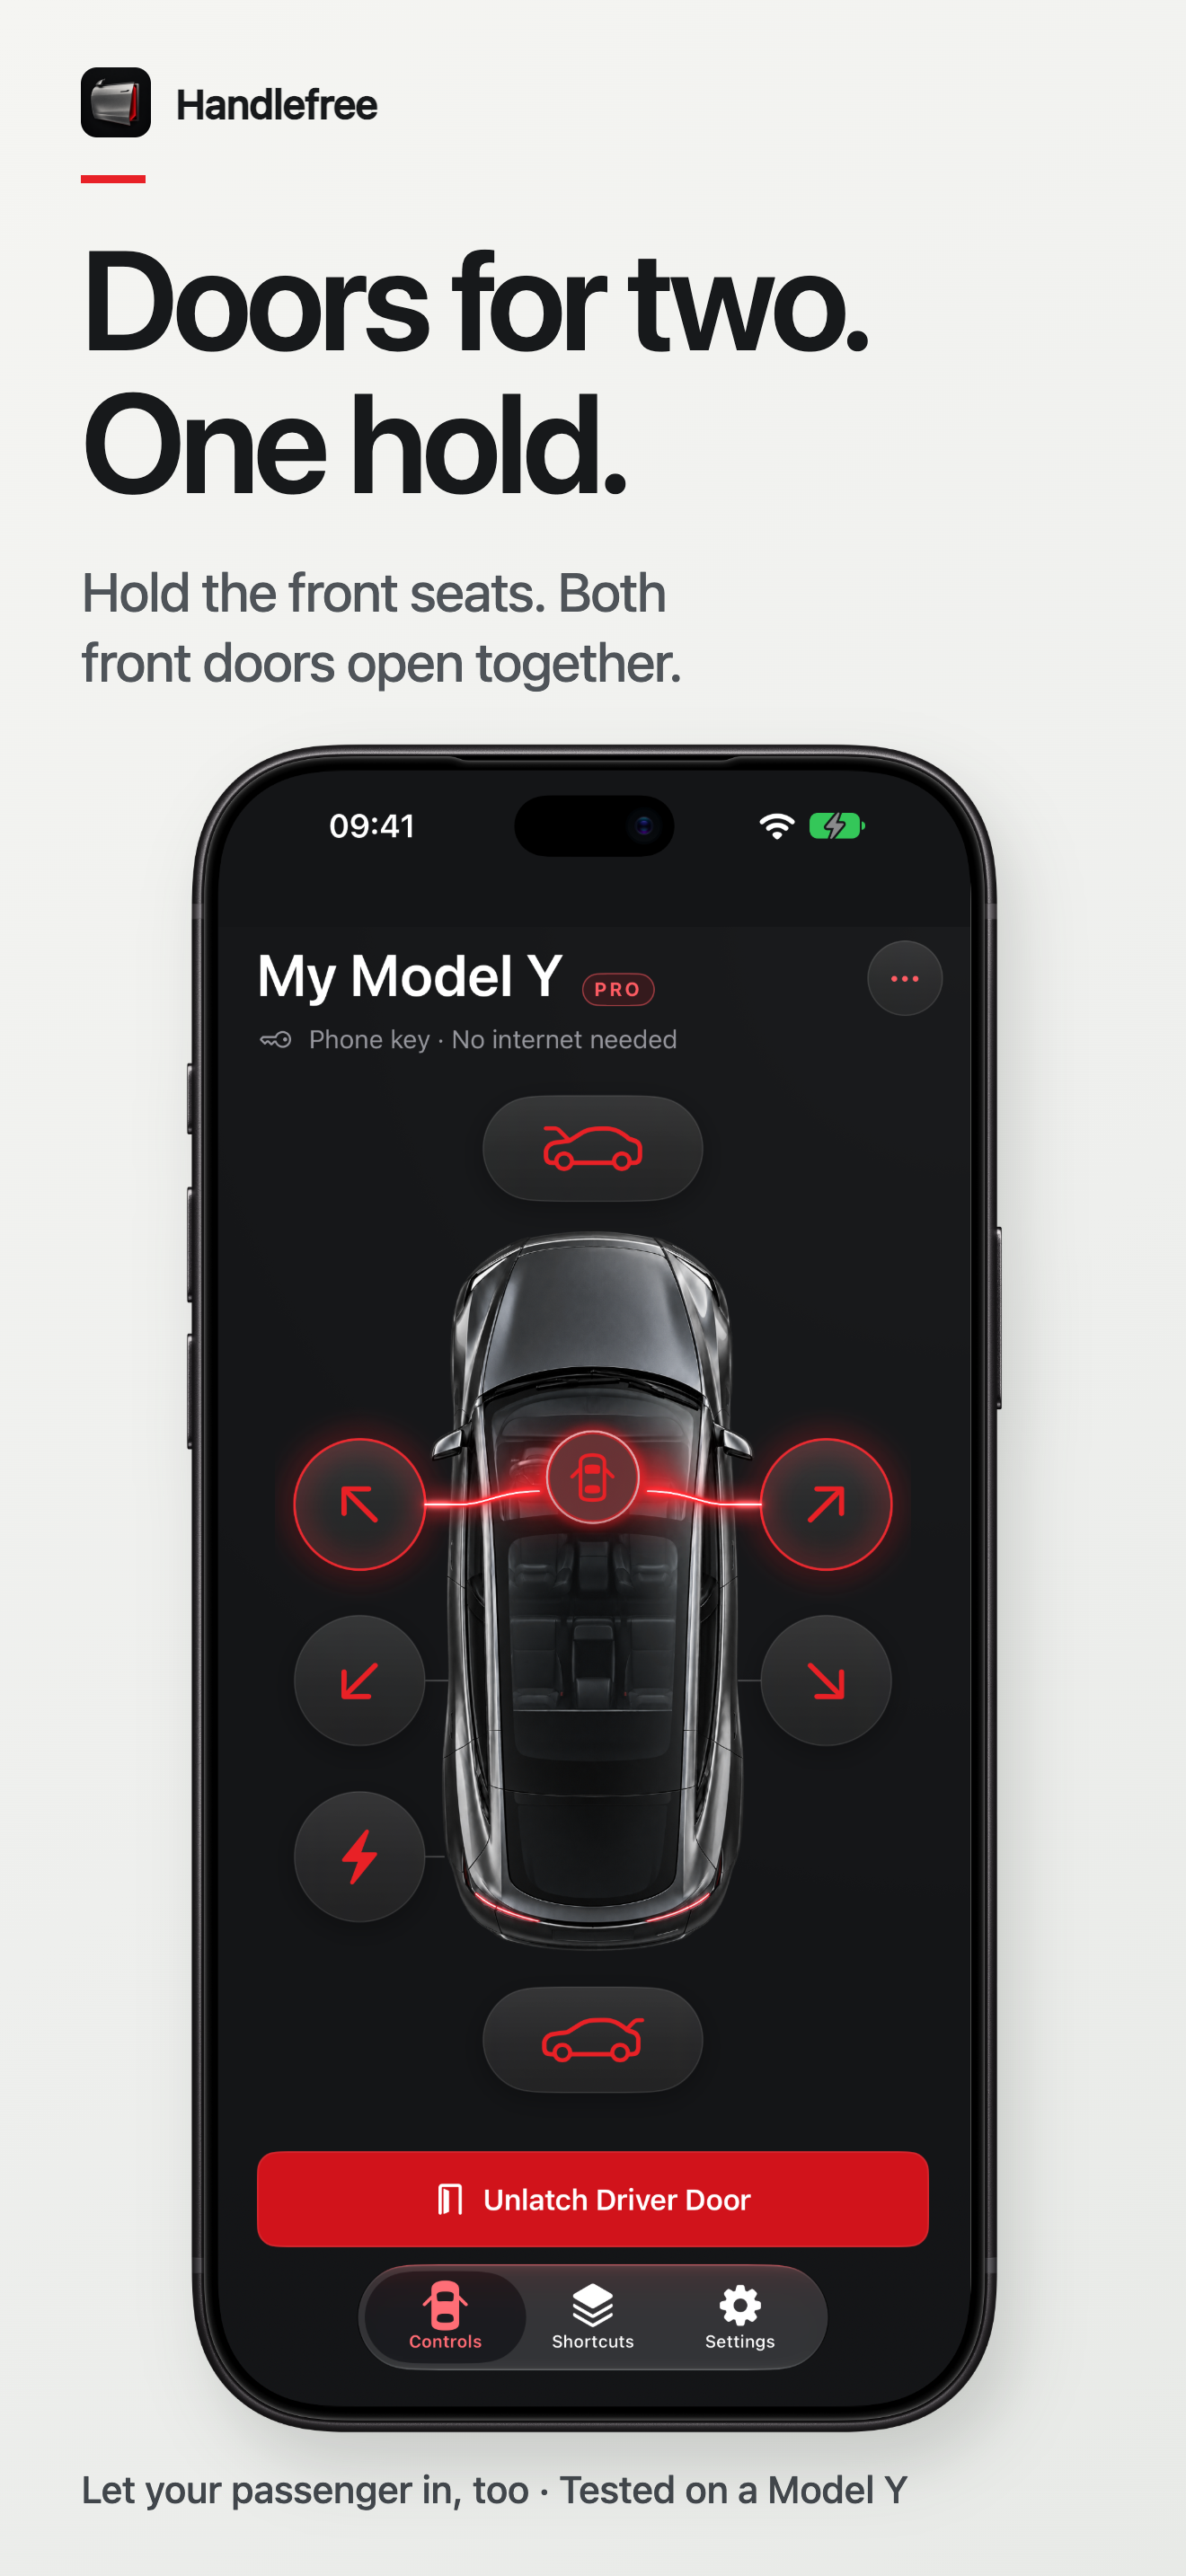 Handlefree
Doors for two.
One hold.
Hold the front seats. Both
front doors open together.
09:41
My Model Y PRO
Phone key · No internet needed
Unlatch Driver Door
Controls Shortcuts Settings
Let your passenger in, too · Tested on a Model Y